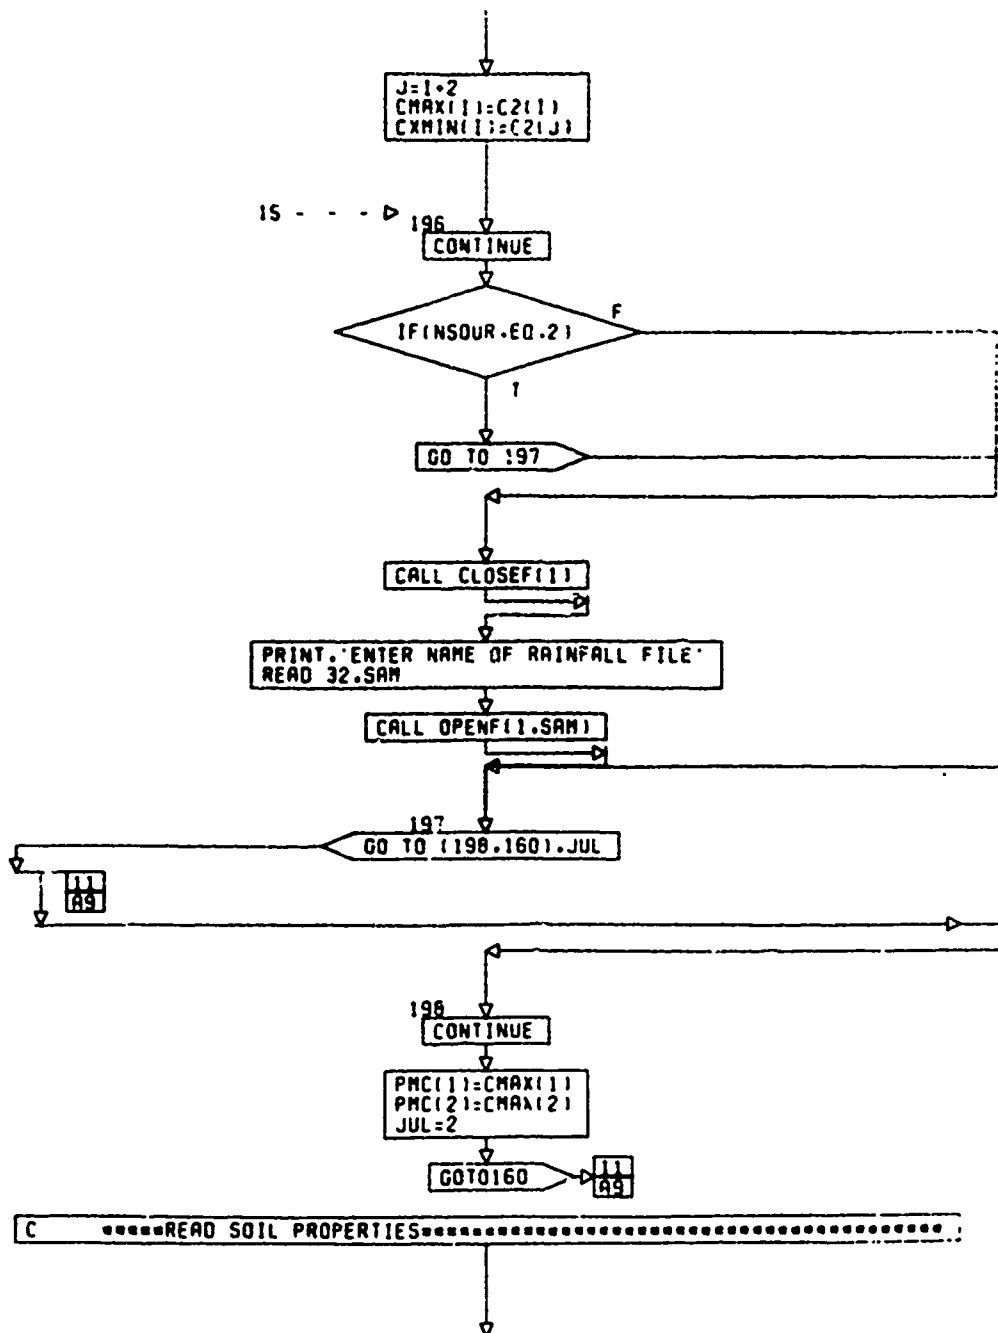 J=I+2
CMAX(I)=C2(I)
CXMIN(I)=C2(J)
15 - - - ▷
196
CONTINUE
F
IF(NSOUR.EQ.2)
T
GO TO 197
CALL CLOSEF(1)
PRINT,'ENTER NAME OF RAINFALL FILE'
READ 32,SAM
CALL OPENF(1,SAM)
197
GO TO (198,160),JUL
11
A9
198
CONTINUE
PMC(1)=CMAX(1)
PMC(2)=CMAX(2)
JUL=2
GOTO160
11
A9
C *****READ SOIL PROPERTIES*************************************